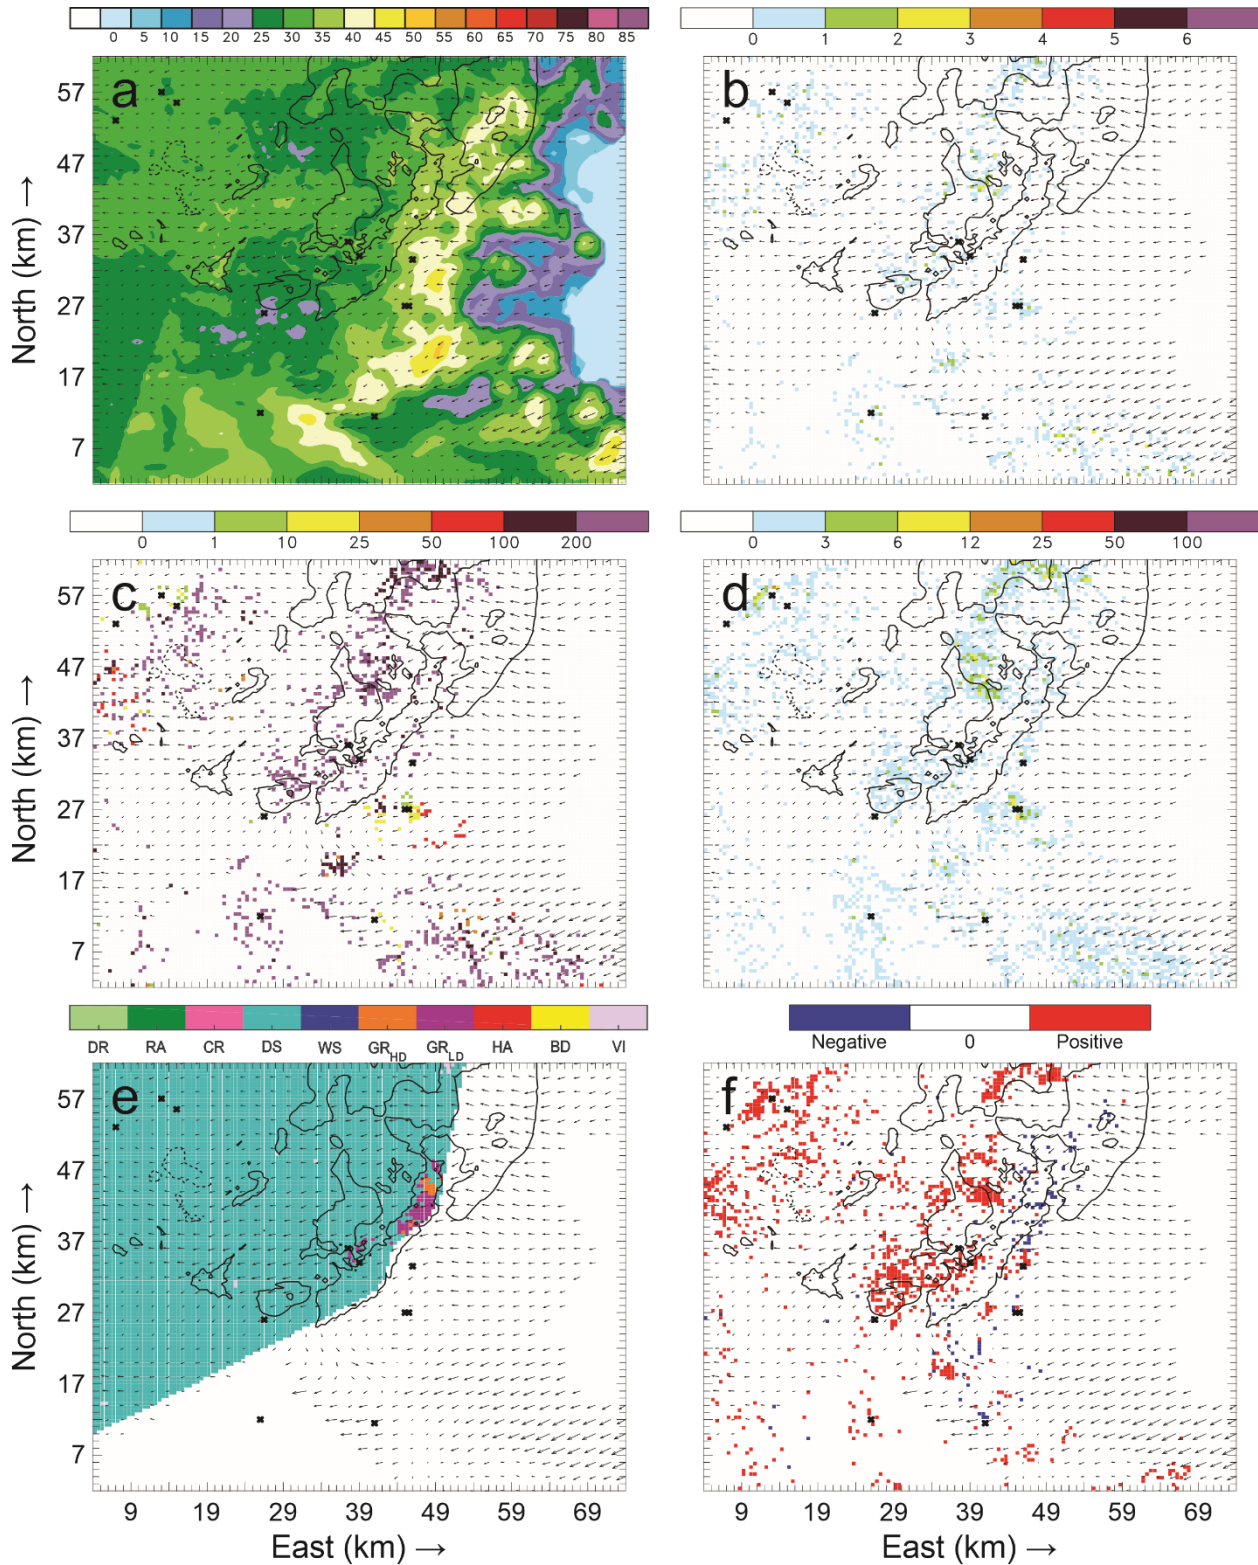 0 5 10 15 20 25 30 35 40 45 50 55 60 65 70 75 80 85
0 1 2 3 4 5 6
a
b
57
47
37
27
17
7
North (km) →
0 1 10 25 50 100 200
0 3 6 12 25 50 100
c
d
57
47
37
27
17
7
North (km) →
DR RA CR DS WS GR HD GR LD HA BD VI
Negative 0 Positive
e
f
57
47
37
27
17
7
North (km) →
9 19 29 39 49 59 69
9 19 29 39 49 59 69
East (km) →
East (km) →